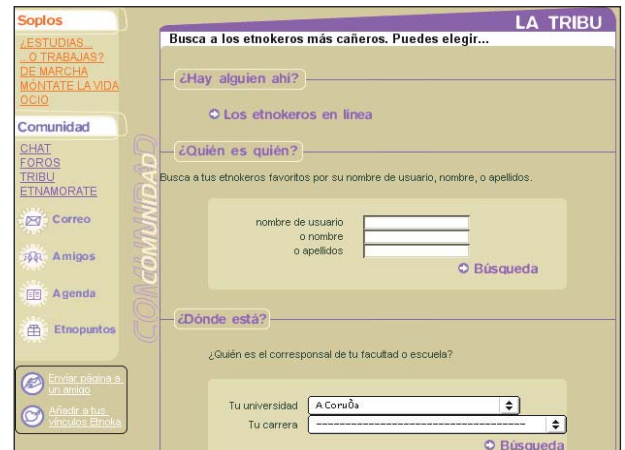 Soplos
¿ESTUDIAS...
...O TRABAJAS?
DE MARCHA
MÓNTATE LA VIDA
OCIO
Comunidad
CHAT
FOROS
TRIBU
ETNAMORATE
Correo
Amigos
Agenda
Etnopuntos
Enviar página a
un amigo
Añadir a tus
vínculos Etnoka
COMUNIDAD
LA TRIBU
Busca a los etnokeros más cañeros. Puedes elegir...
¿Hay alguien ahí?
Los etnokeros en linea
¿Quién es quién?
Busca a tus etnokeros favoritos por su nombre de usuario, nombre, o apellidos.
nombre de usuario
o nombre
o apellidos
Búsqueda
¿Dónde está?
¿Quién es el corresponsal de tu facultad o escuela?
Tu universidad
Tu carrera ------------------------------------
Búsqueda